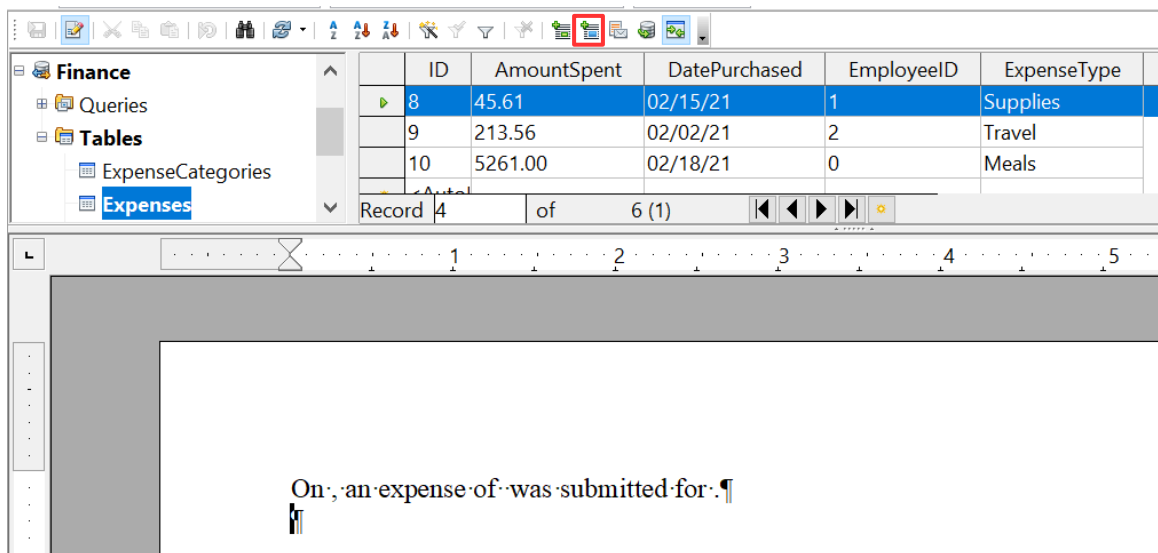 Finance
Queries
Tables
ExpenseCategories
Expenses
ID AmountSpent DatePurchased EmployeeID ExpenseType
8 45.61 02/15/21 1 Supplies
9 213.56 02/02/21 2 Travel
10 5261.00 02/18/21 0 Meals
Record 4 of 6 (1)
1 2 3 4 5
On , an expense of  was submitted for .¶
¶